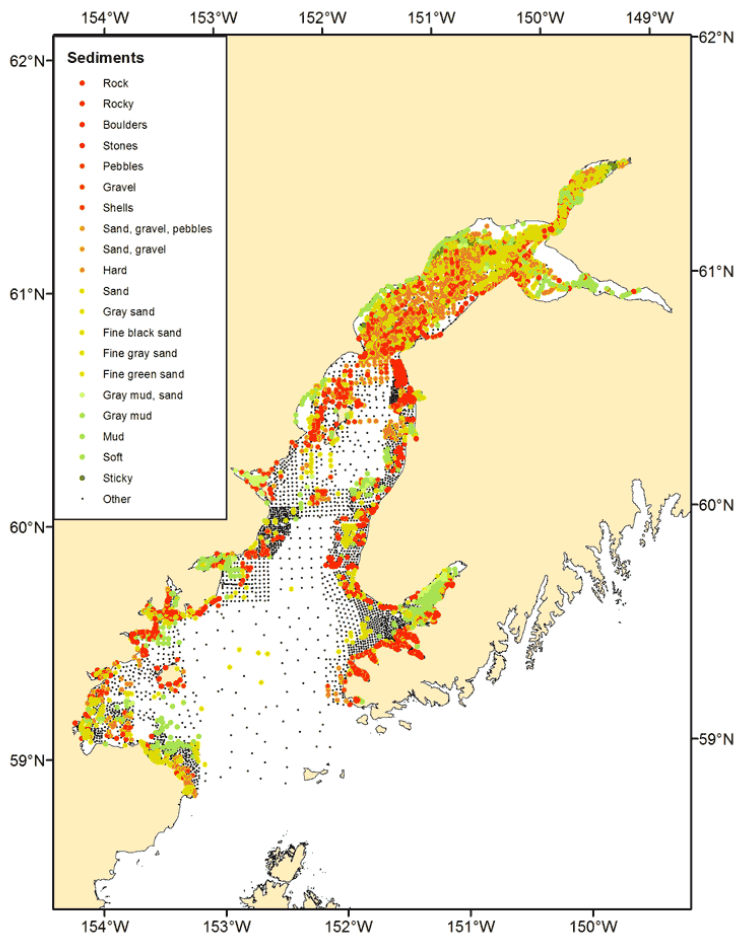 154°W 153°W 152°W 151°W 150°W 149°W
62°N
62°N
Sediments
Rock
Rocky
Boulders
Stones
Pebbles
Gravel
Shells
Sand, gravel, pebbles
Sand, gravel
Hard
Sand
Gray sand
Fine black sand
Fine gray sand
Fine green sand
Gray mud, sand
Gray mud
Mud
Soft
Sticky
Other
61°N
61°N
60°N
60°N
59°N
59°N
154°W 153°W 152°W 151°W 150°W